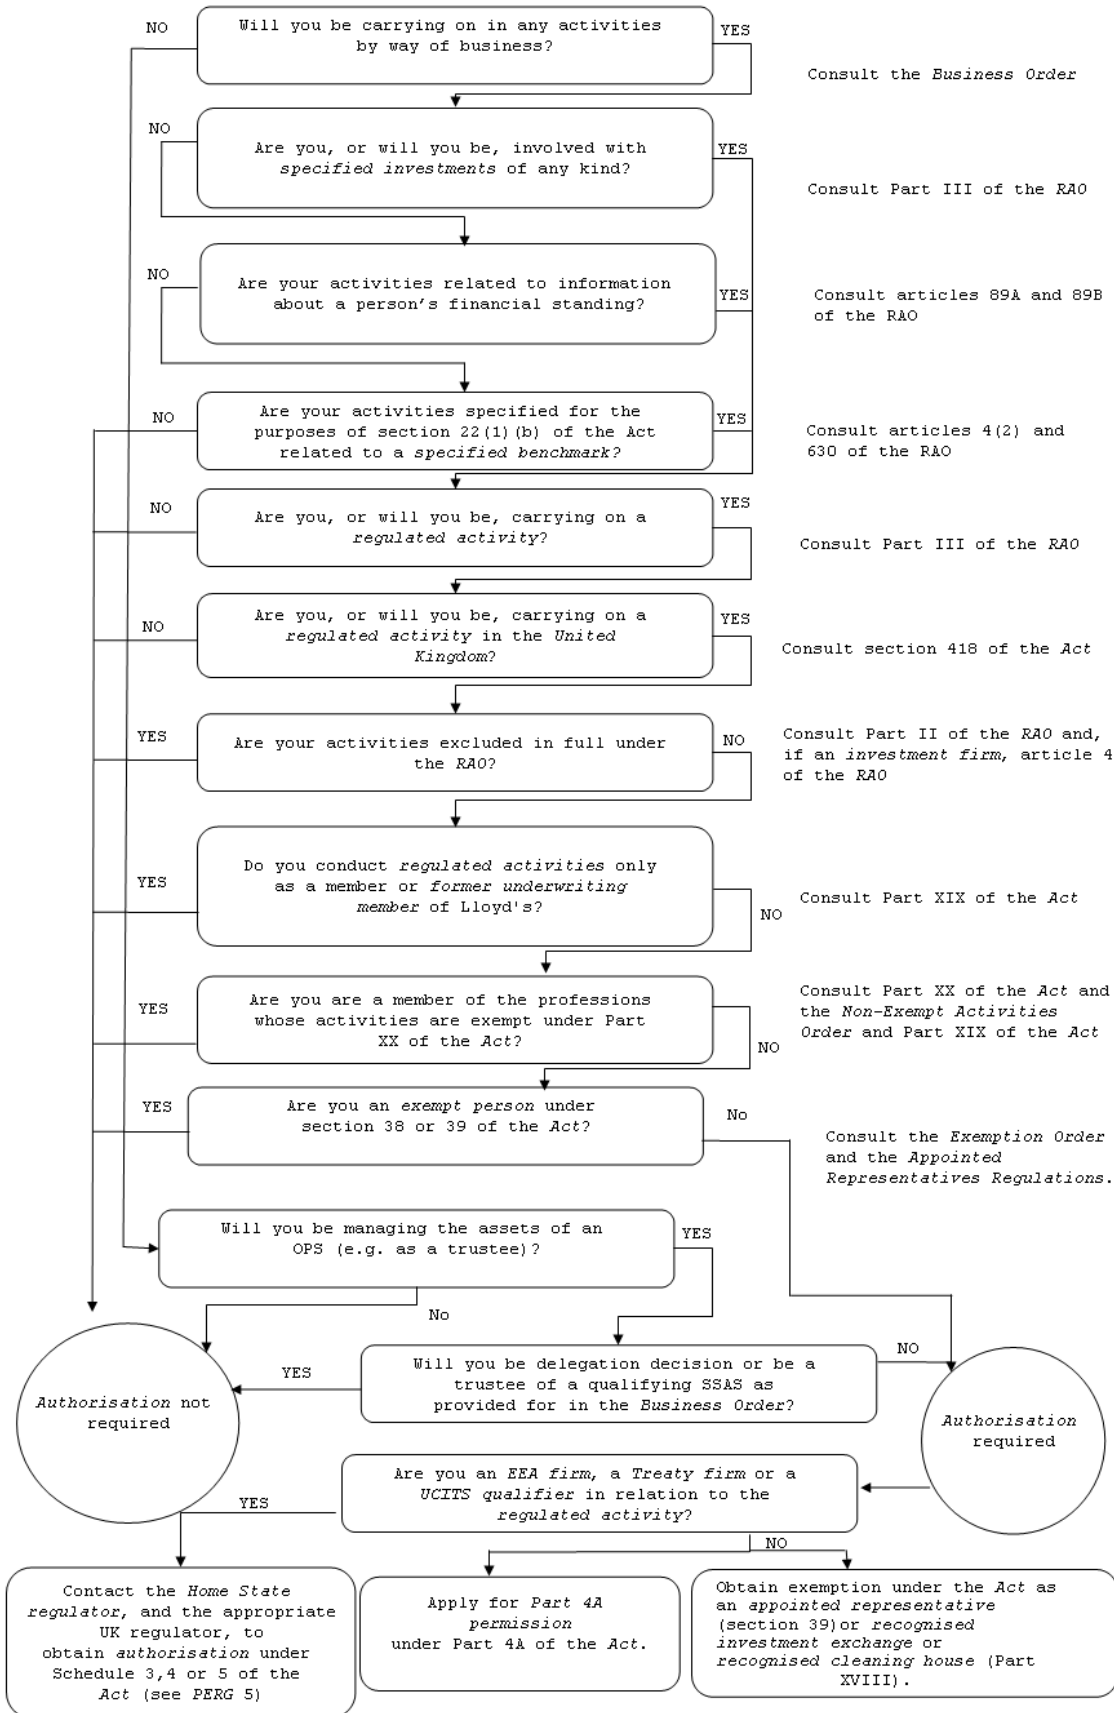 NO
Will you be carrying on in any activities
by way of business?
YES
Consult the Business Order
NO
Are you, or will you be, involved with
specified investments of any kind?
YES
Consult Part III of the RAO
NO
Are your activities related to information
about a person's financial standing?
YES
Consult articles 89A and 89B
of the RAO
NO
Are your activities specified for the
purposes of section 22(1)(b) of the Act
related to a specified benchmark?
YES
Consult articles 4(2) and
63O of the RAO
NO
Are you, or will you be, carrying on a
regulated activity?
YES
Consult Part III of the RAO
NO
Are you, or will you be, carrying on a
regulated activity in the United
Kingdom?
YES
Consult section 418 of the Act
YES
Are your activities excluded in full under
the RAO?
NO
Consult Part II of the RAO and,
if an investment firm, article 4
of the RAO
YES
Do you conduct regulated activities only
as a member or former underwriting
member of Lloyd's?
NO
Consult Part XIX of the Act
YES
Are you are a member of the professions
whose activities are exempt under Part
XX of the Act?
NO
Consult Part XX of the Act and
the Non-Exempt Activities
Order and Part XIX of the Act
YES
Are you an exempt person under
section 38 or 39 of the Act?
No
Consult the Exemption Order
and the Appointed
Representatives Regulations.
Will you be managing the assets of an
OPS (e.g. as a trustee)?
YES
No
YES
Will you be delegation decision or be a
trustee of a qualifying SSAS as
provided for in the Business Order?
NO
Authorisation not
required
Authorisation
required
YES
Are you an EEA firm, a Treaty firm or a
UCITS qualifier in relation to the
regulated activity?
NO
Contact the Home State
regulator, and the appropriate
UK regulator, to
obtain authorisation under
Schedule 3,4 or 5 of the
Act (see PERG 5)
Apply for Part 4A
permission
under Part 4A of the Act.
Obtain exemption under the Act as
an appointed representative
(section 39)or recognised
investment exchange or
recognised cleaning house (Part
XVIII).